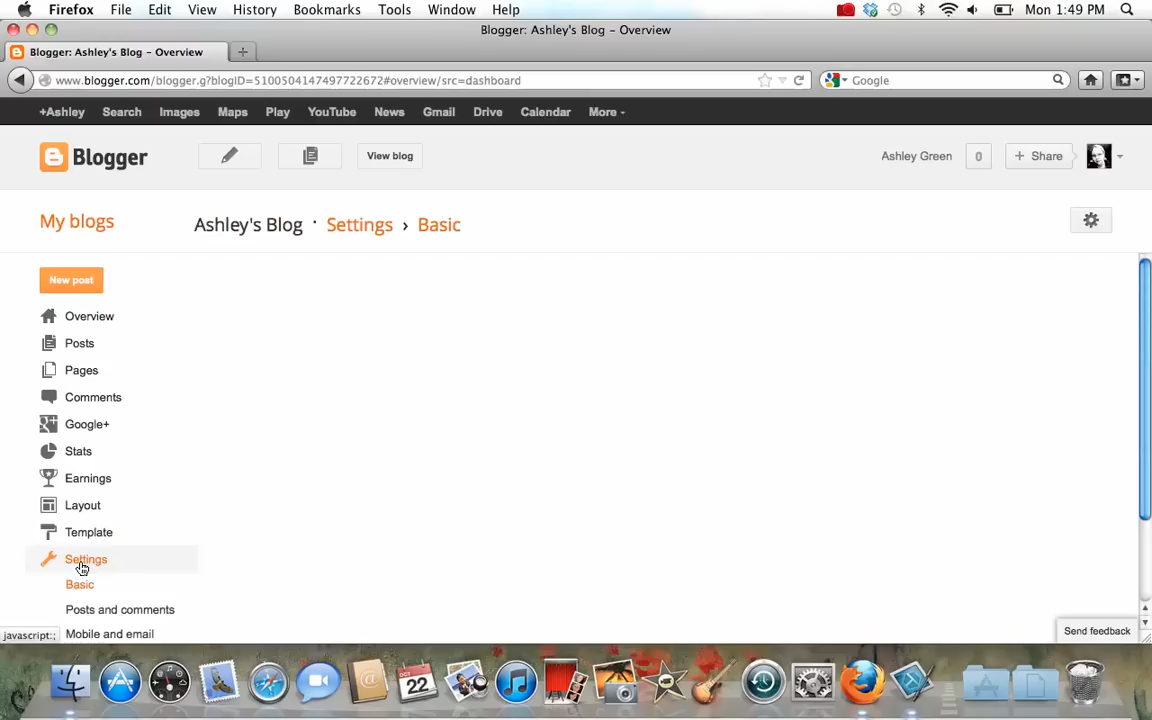 Firefox File Edit View History Bookmarks Tools Window Help Mon 1:49 PM
Blogger: Ashley's Blog – Overview
Blogger: Ashley's Blog – Overview
www.blogger.com/blogger.g?blogID=5100504147497722672#overview/src=dashboard Google
+Ashley Search Images Maps Play YouTube News Gmail Drive Calendar More
Blogger View blog Ashley Green 0 + Share
My blogs Ashley's Blog · Settings › Basic
New post
Overview
Posts
Pages
Comments
Google+
Stats
Earnings
Layout
Template
Settings
Basic
Posts and comments
javascript:; Mobile and email Send feedback
OCT
22